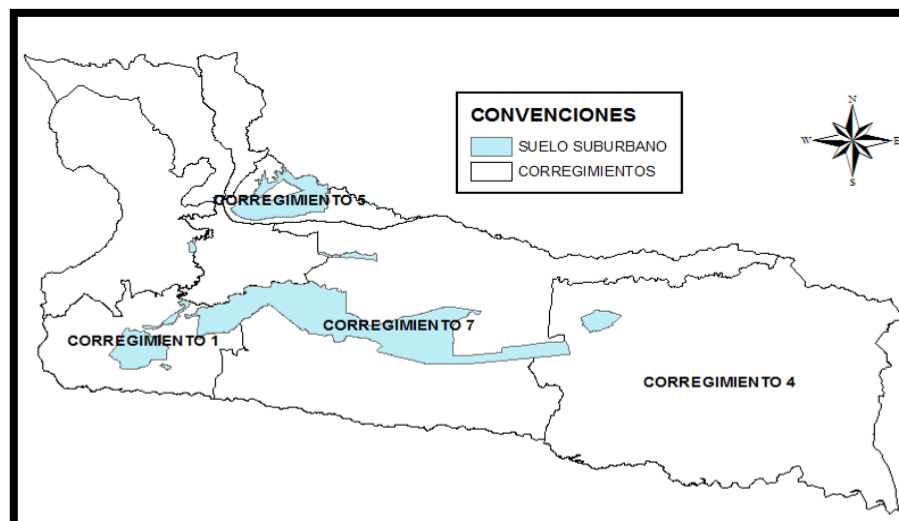 CONVENCIONES
SUELO SUBURBANO
CORREGIMIENTOS
N
W
E
S
CORREGIMIENTO 5
CORREGIMIENTO 7
CORREGIMIENTO 1
CORREGIMIENTO 4